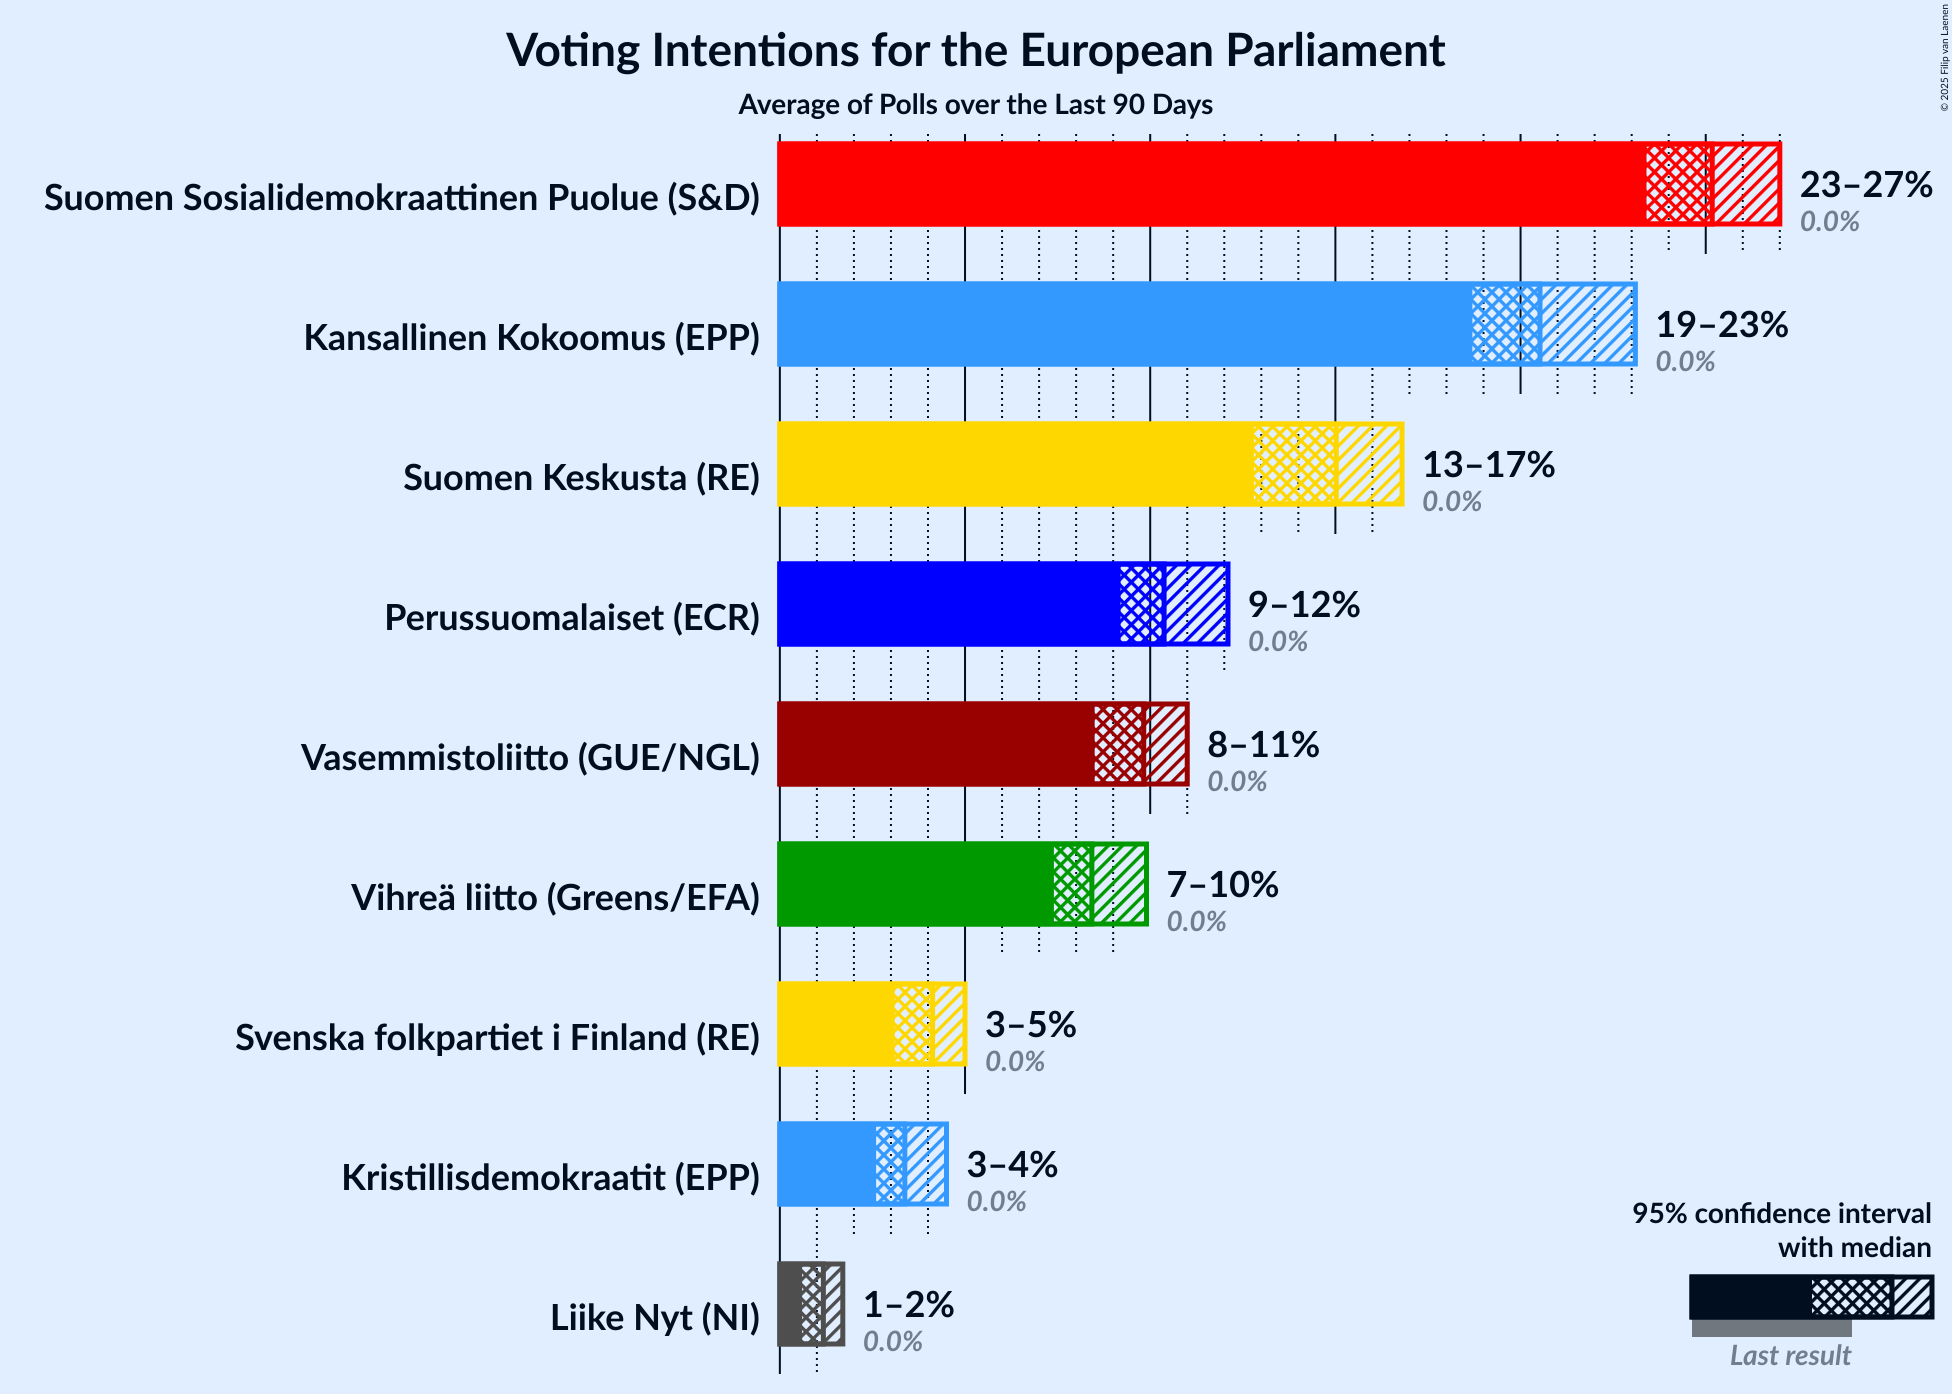 Voting Intentions for the European Parliament
Average of Polls over the Last 90 Days
© 2025 Filip van Laenen
Suomen Sosialidemokraattinen Puolue (S&D)
23–27%
0.0%
Kansallinen Kokoomus (EPP)
19–23%
0.0%
Suomen Keskusta (RE)
13–17%
0.0%
Perussuomalaiset (ECR)
9–12%
0.0%
Vasemmistoliitto (GUE/NGL)
8–11%
0.0%
Vihreä liitto (Greens/EFA)
7–10%
0.0%
Svenska folkpartiet i Finland (RE)
3–5%
0.0%
Kristillisdemokraatit (EPP)
3–4%
0.0%
Liike Nyt (NI)
1–2%
0.0%
95% confidence interval
with median
Last result